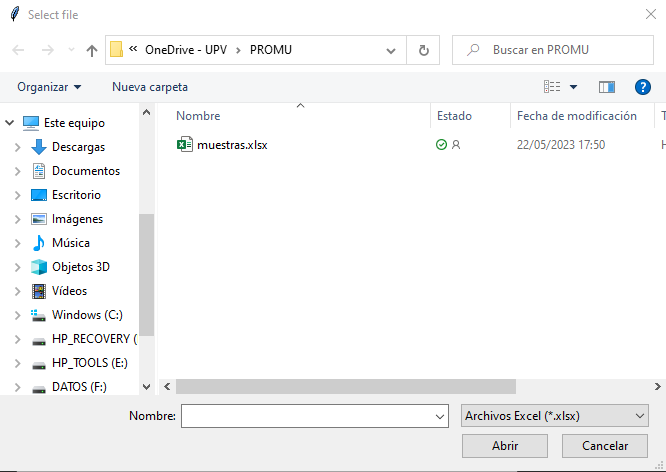 Select file
« OneDrive - UPV > PROMU
Buscar en PROMU
Organizar
Nueva carpeta
?
Nombre Estado Fecha de modificación T
Este equipo
Descargas
Documentos
Escritorio
Imágenes
Música
Objetos 3D
Vídeos
Windows (C:)
HP_RECOVERY (
HP_TOOLS (E:)
DATOS (F:)
muestras.xlsx 22/05/2023 17:50 H
Nombre:
Archivos Excel (*.xlsx)
Abrir
Cancelar